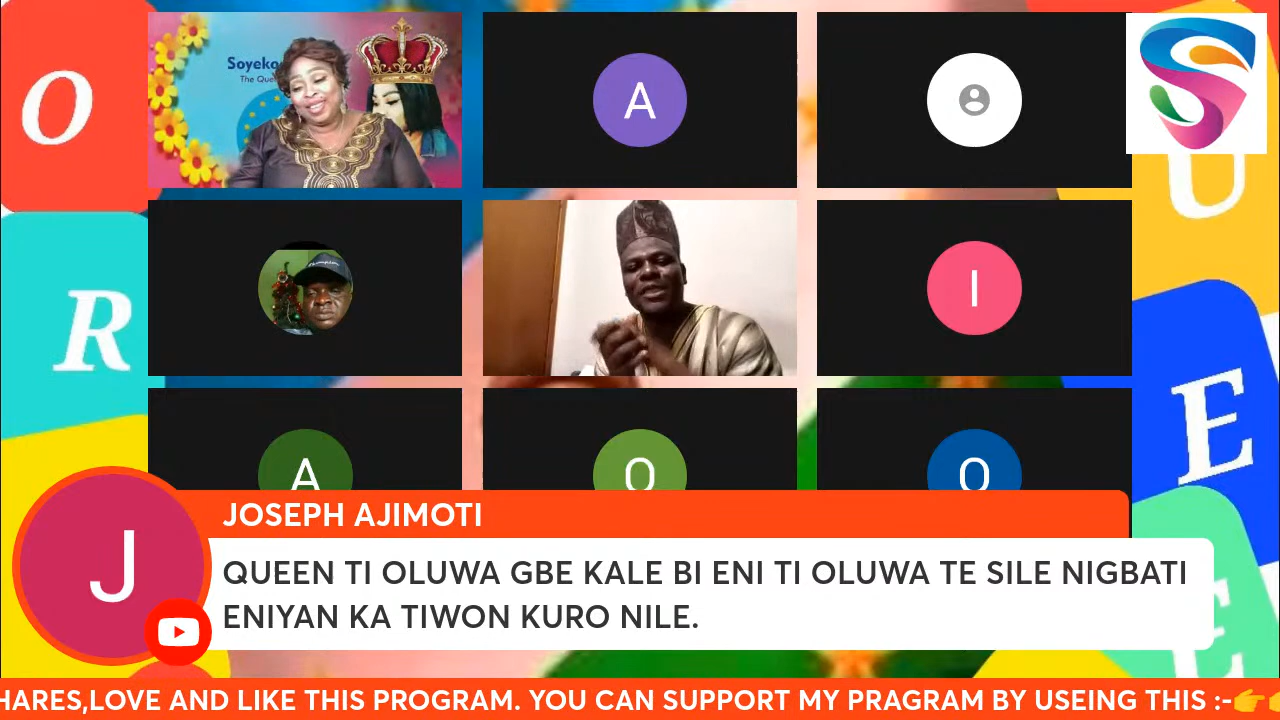 O
R
Soyeko
The Que
A
I
A
O
O
U
E
E
JOSEPH AJIMOTI
J
QUEEN TI OLUWA GBE KALE BI ENI TI OLUWA TE SILE NIGBATI
ENIYAN KA TIWON KURO NILE.
HARES,LOVE AND LIKE THIS PROGRAM. YOU CAN SUPPORT MY PRAGRAM BY USEING THIS :-👉